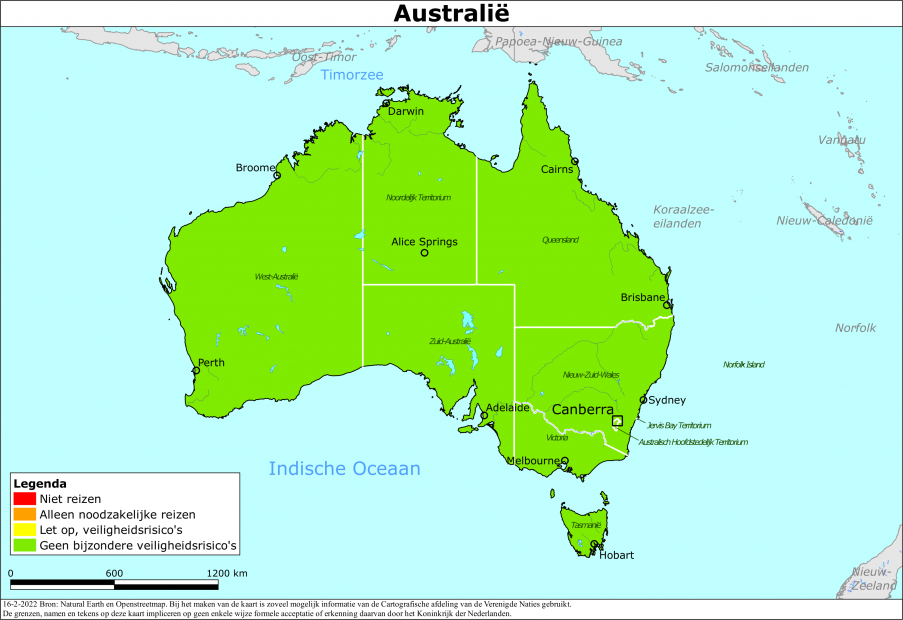 Australië
Papoea-Nieuw-Guinea
Oost-Timor
Salomonseilanden
Timorzee
Darwin
Vanuatu
Broome
Cairns
Noordelijk Territorium
Koraalzee-
eilanden
Nieuw-Caledonië
Alice Springs
Queensland
West-Australië
Brisbane
Norfolk
Zuid-Australië
Perth
Norfolk Island
Nieuw-Zuid-Wales
Sydney
Adelaide
Canberra
Jervis Bay Territorium
Victoria
Australisch Hoofdstedelijk Territorium
Melbourne
Indische Oceaan
Legenda
Niet reizen
Alleen noodzakelijke reizen
Let op, veiligheidsrisico's
Geen bijzondere veiligheidsrisico's
Tasmanië
Hobart
Nieuw-
Zeeland
0 600 1200 km
16-2-2022 Bron: Natural Earth en Openstreetmap. Bij het maken van de kaart is zoveel mogelijk informatie van de Cartografische afdeling van de Verenigde Naties gebruikt.
De grenzen, namen en tekens op deze kaart impliceren op geen enkele wijze formele acceptatie of erkenning daarvan door het Koninkrijk der Nederlanden.